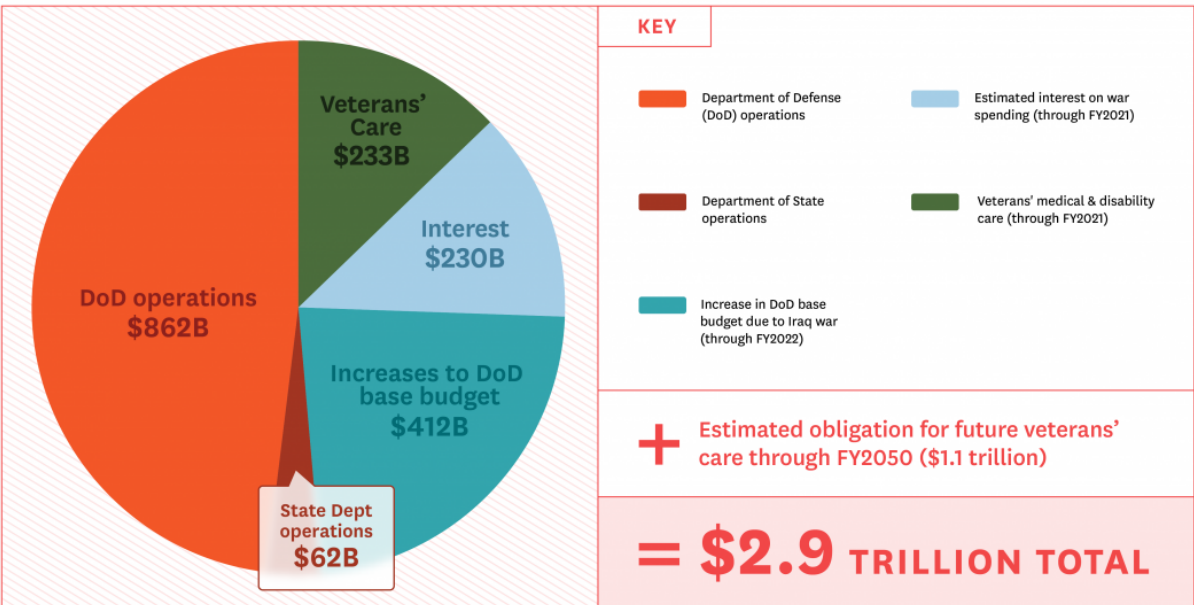 Veterans’
Care
$233B
Interest
$230B
DoD operations
$862B
Increases to DoD
base budget
$412B
State Dept
operations
$62B
KEY
Department of Defense
(DoD) operations
Estimated interest on war
spending (through FY2021)
Department of State
operations
Veterans' medical & disability
care (through FY2021)
Increase in DoD base
budget due to Iraq war
(through FY2022)
+ Estimated obligation for future veterans’
care through FY2050 ($1.1 trillion)
= $2.9 TRILLION TOTAL